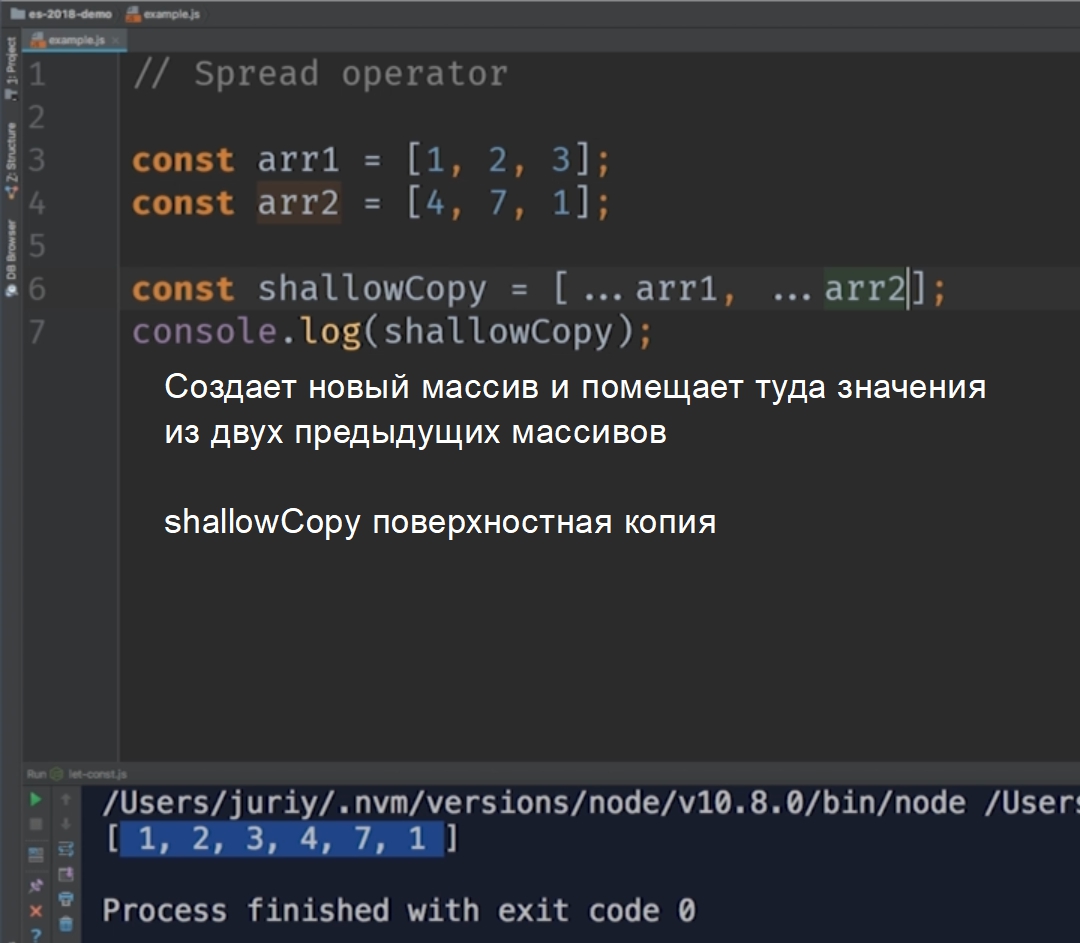 es-2018-demo example.js
example.js
1: Project
Z: Structure
DB Browser
1 // Spread operator
2
3 const arr1 = [1, 2, 3];
4 const arr2 = [4, 7, 1];
5
6 const shallowCopy = [ ...arr1, ...arr2];
7 console.log(shallowCopy);
Создает новый массив и помещает туда значения
из двух предыдущих массивов
shallowCopy поверхностная копия
Run let-const.js
/Users/juriy/.nvm/versions/node/v10.8.0/bin/node /Users
[ 1, 2, 3, 4, 7, 1 ]
Process finished with exit code 0